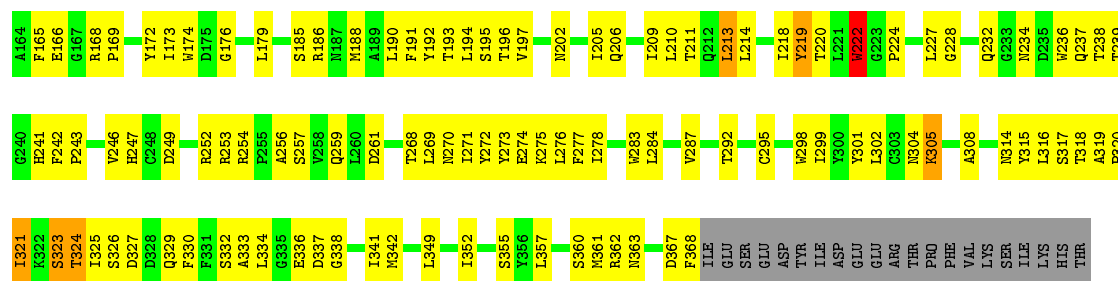 A164 F165 E166 G167 R168 P169 Y172 I173 W174 D175 G176 L179 S185 R186 N187 M188 A189 L190 F191 Y192 T193 L194 S195 T196 V197 N202 I205 Q206 I209 L210 T211 Q212 L213 L214 I218 Y219 T220 L221 W222 G223 P224 L227 G228 Q232 G233 N234 D235 W236 Q237 T238 T239
G240 H241 F242 P243 V246 H247 C248 D249 R252 R253 R254 P255 A256 S257 V258 Q259 L260 D261 T268 L269 N270 I271 Y272 Y273 E274 K275 L276 F277 I278 W283 L284 V287 T292 C295 W298 I299 Y300 Y301 L302 C303 N304 K305 A308 N314 Y315 L316 S317 T318 A319 P320
I321 K322 S323 T324 I325 S326 D327 D328 Q329 F330 F331 S332 A333 L334 G335 E336 D337 G338 I341 M342 L349 I352 S355 Y356 L357 S360 M361 R362 N363 D367 F368 ILE GLU SER GLU ASP TYR ILE ASP GLU GLU ARG THR PRO PHE VAL LYS SER ILE LYS HIS THR